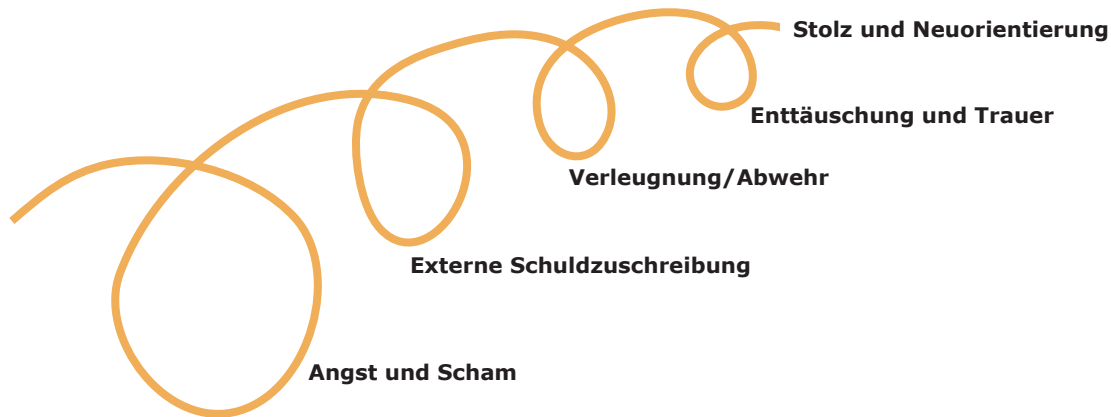 Stolz und Neuorientierung
Enttäuschung und Trauer
Verleugnung/Abwehr
Externe Schuldzuschreibung
Angst und Scham